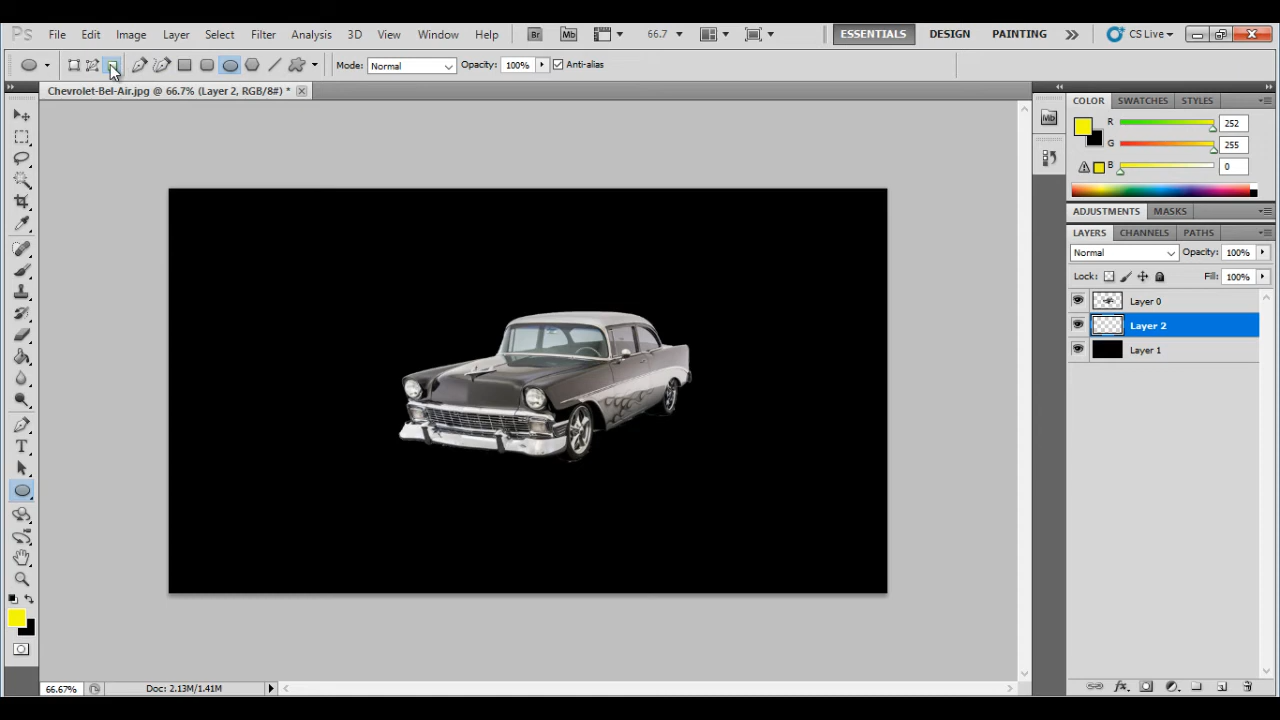 Ps File Edit Image Layer Select Filter Analysis 3D View Window Help Br Mb 66.7 ESSENTIALS DESIGN PAINTING CS Live
Mode: Normal Opacity: 100% Anti-alias
Chevrolet-Bel-Air.jpg @ 66.7% (Layer 2, RGB/8#) *
COLOR SWATCHES STYLES
Mb
R 252
G 255
B 0
ADJUSTMENTS MASKS
LAYERS CHANNELS PATHS
Normal Opacity: 100%
Lock: Fill: 100%
Layer 0
Layer 2
Layer 1
T
66.67% Doc: 2.13M/1.41M
fx